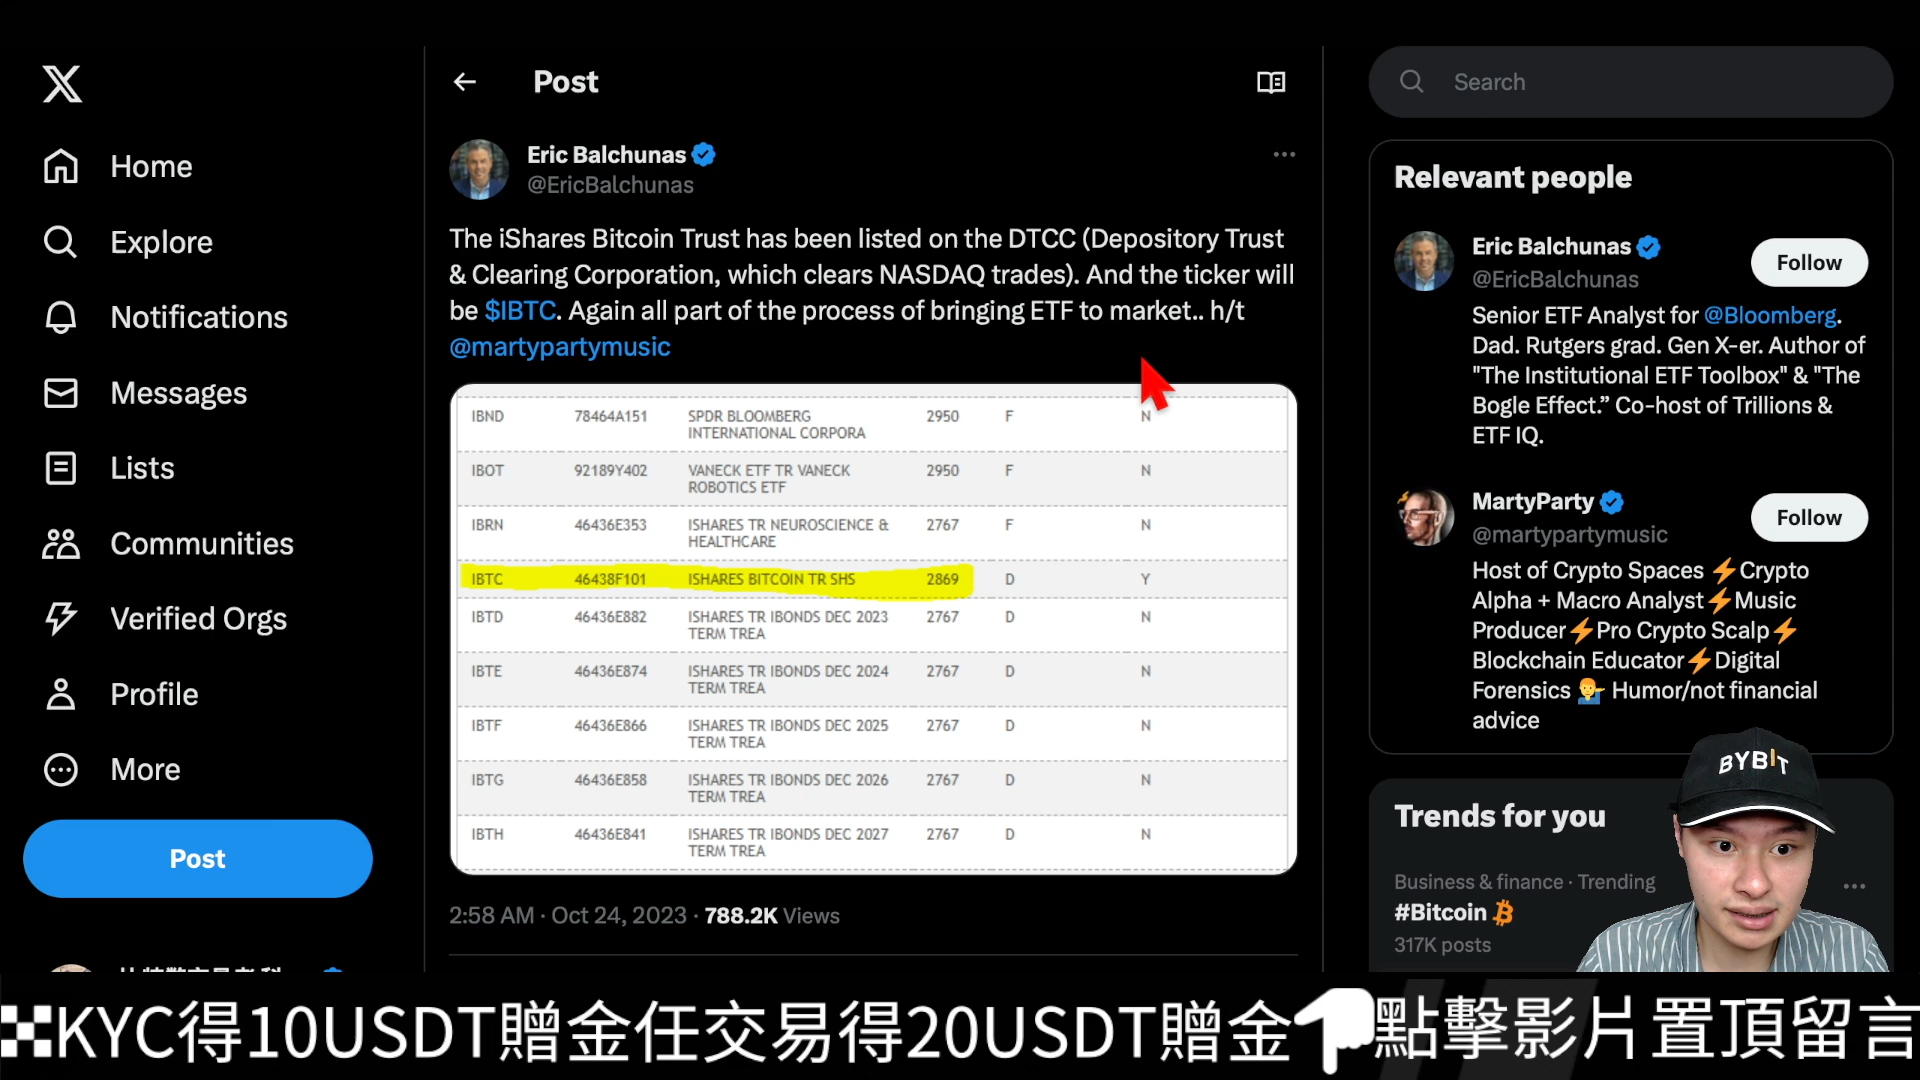 Home
Explore
Notifications
Messages
Lists
Communities
Verified Orgs
Profile
More
Post
Post
Eric Balchunas
@EricBalchunas
The iShares Bitcoin Trust has been listed on the DTCC (Depository Trust
& Clearing Corporation, which clears NASDAQ trades). And the ticker will
be $IBTC. Again all part of the process of bringing ETF to market.. h/t
@martypartymusic
IBND 78464A151 SPDR BLOOMBERG INTERNATIONAL CORPORA 2950 F N
IBOT 92189Y402 VANECK ETF TR VANECK ROBOTICS ETF 2950 F N
IBRN 46436E353 ISHARES TR NEUROSCIENCE & HEALTHCARE 2767 F N
IBTC 46438F101 ISHARES BITCOIN TR SHS 2869 D Y
IBTD 46436E882 ISHARES TR IBONDS DEC 2023 TERM TREA 2767 D N
IBTE 46436E874 ISHARES TR IBONDS DEC 2024 TERM TREA 2767 D N
IBTF 46436E866 ISHARES TR IBONDS DEC 2025 TERM TREA 2767 D N
IBTG 46436E858 ISHARES TR IBONDS DEC 2026 TERM TREA 2767 D N
IBTH 46436E841 ISHARES TR IBONDS DEC 2027 TERM TREA 2767 D N
2:58 AM · Oct 24, 2023 · 788.2K Views
Search
Relevant people
Eric Balchunas
@EricBalchunas
Follow
Senior ETF Analyst for @Bloomberg.
Dad. Rutgers grad. Gen X-er. Author of
"The Institutional ETF Toolbox" & "The
Bogle Effect.” Co-host of Trillions &
ETF IQ.
MartyParty
@martypartymusic
Follow
Host of Crypto Spaces ⚡Crypto
Alpha + Macro Analyst⚡Music
Producer⚡Pro Crypto Scalp⚡
Blockchain Educator⚡Digital
Forensics 💁‍♂️ Humor/not financial
advice
BYBIT
Trends for you
Business & finance · Trending
#Bitcoin
317K posts
KYC得10USDT贈金任交易得20USDT贈金👇點擊影片置頂留言